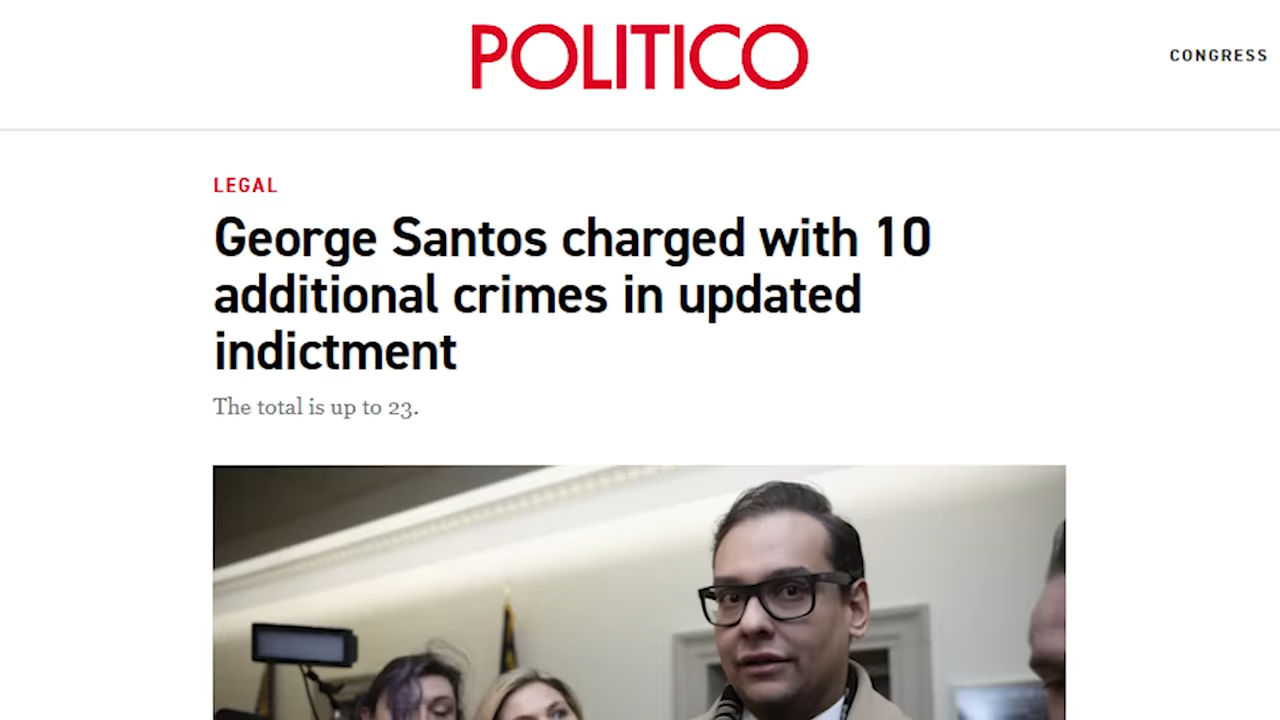 POLITICO
CONGRESS
LEGAL
George Santos charged with 10
additional crimes in updated
indictment
The total is up to 23.